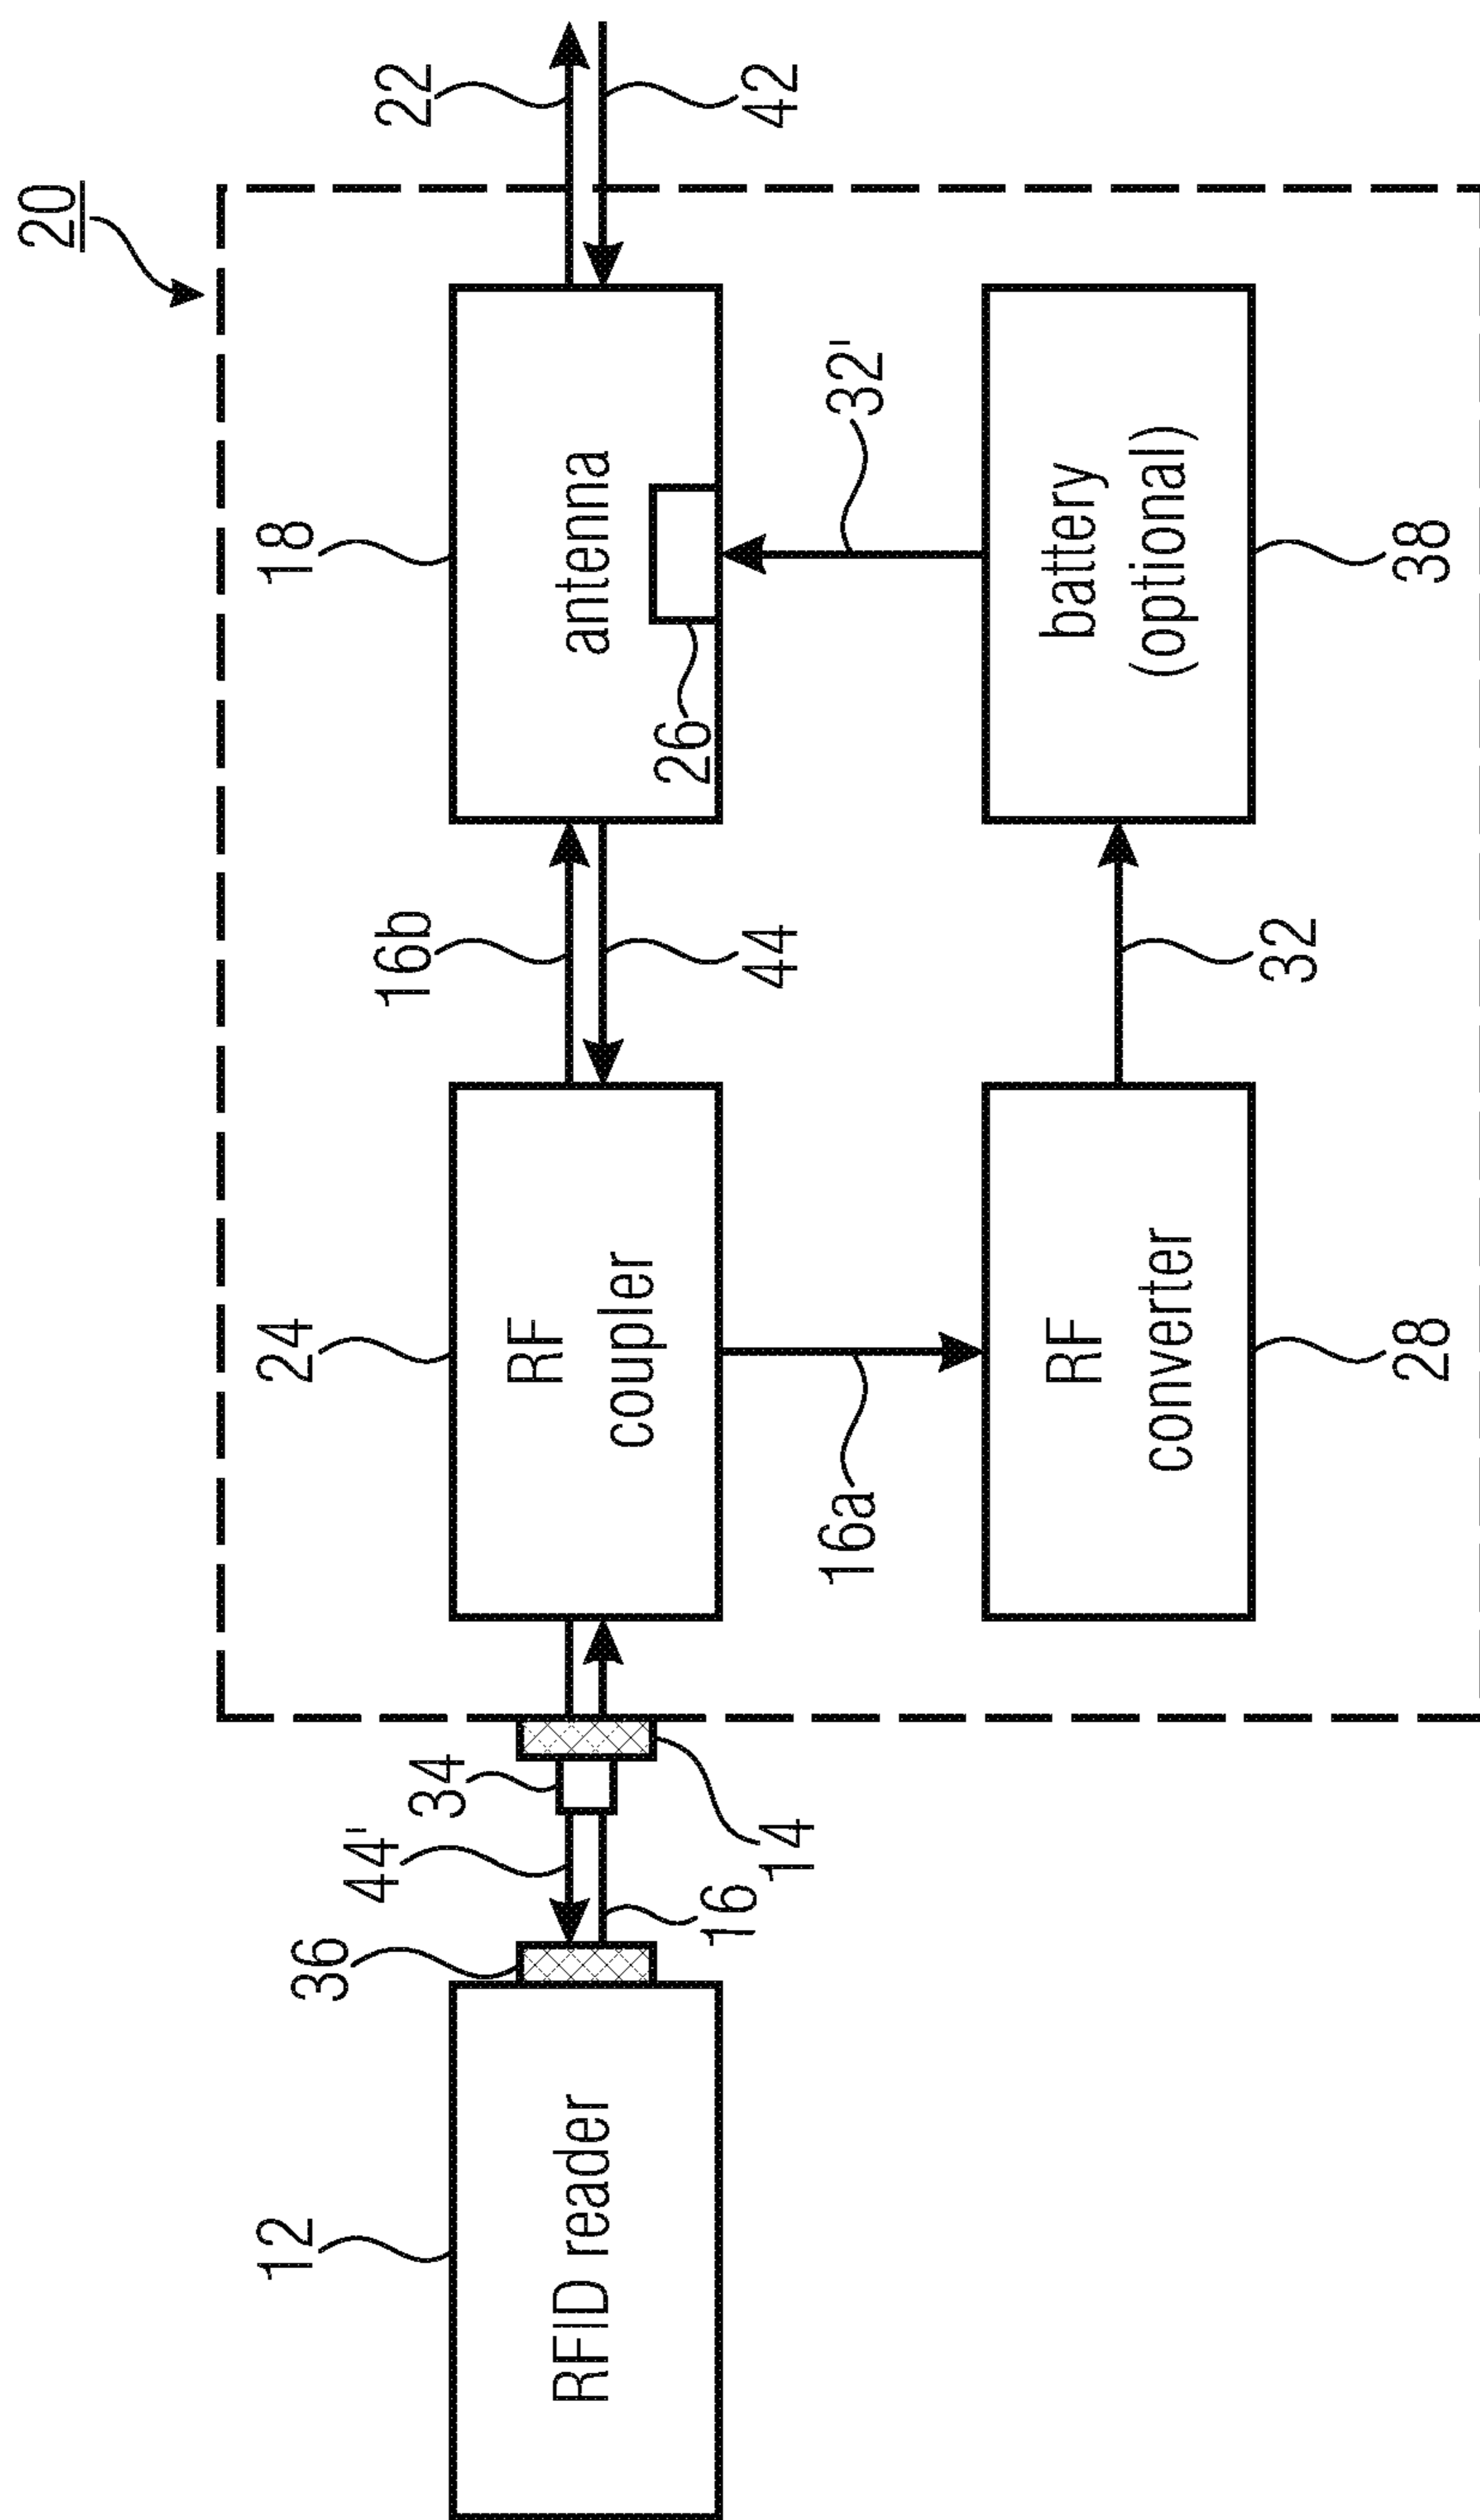 20
12
24
18
36
44'
16b
22
34
RFID reader
RF
coupler
antenna
26
16
14
44
42
16a
32'
RF
converter
battery
(optional)
32
28
38